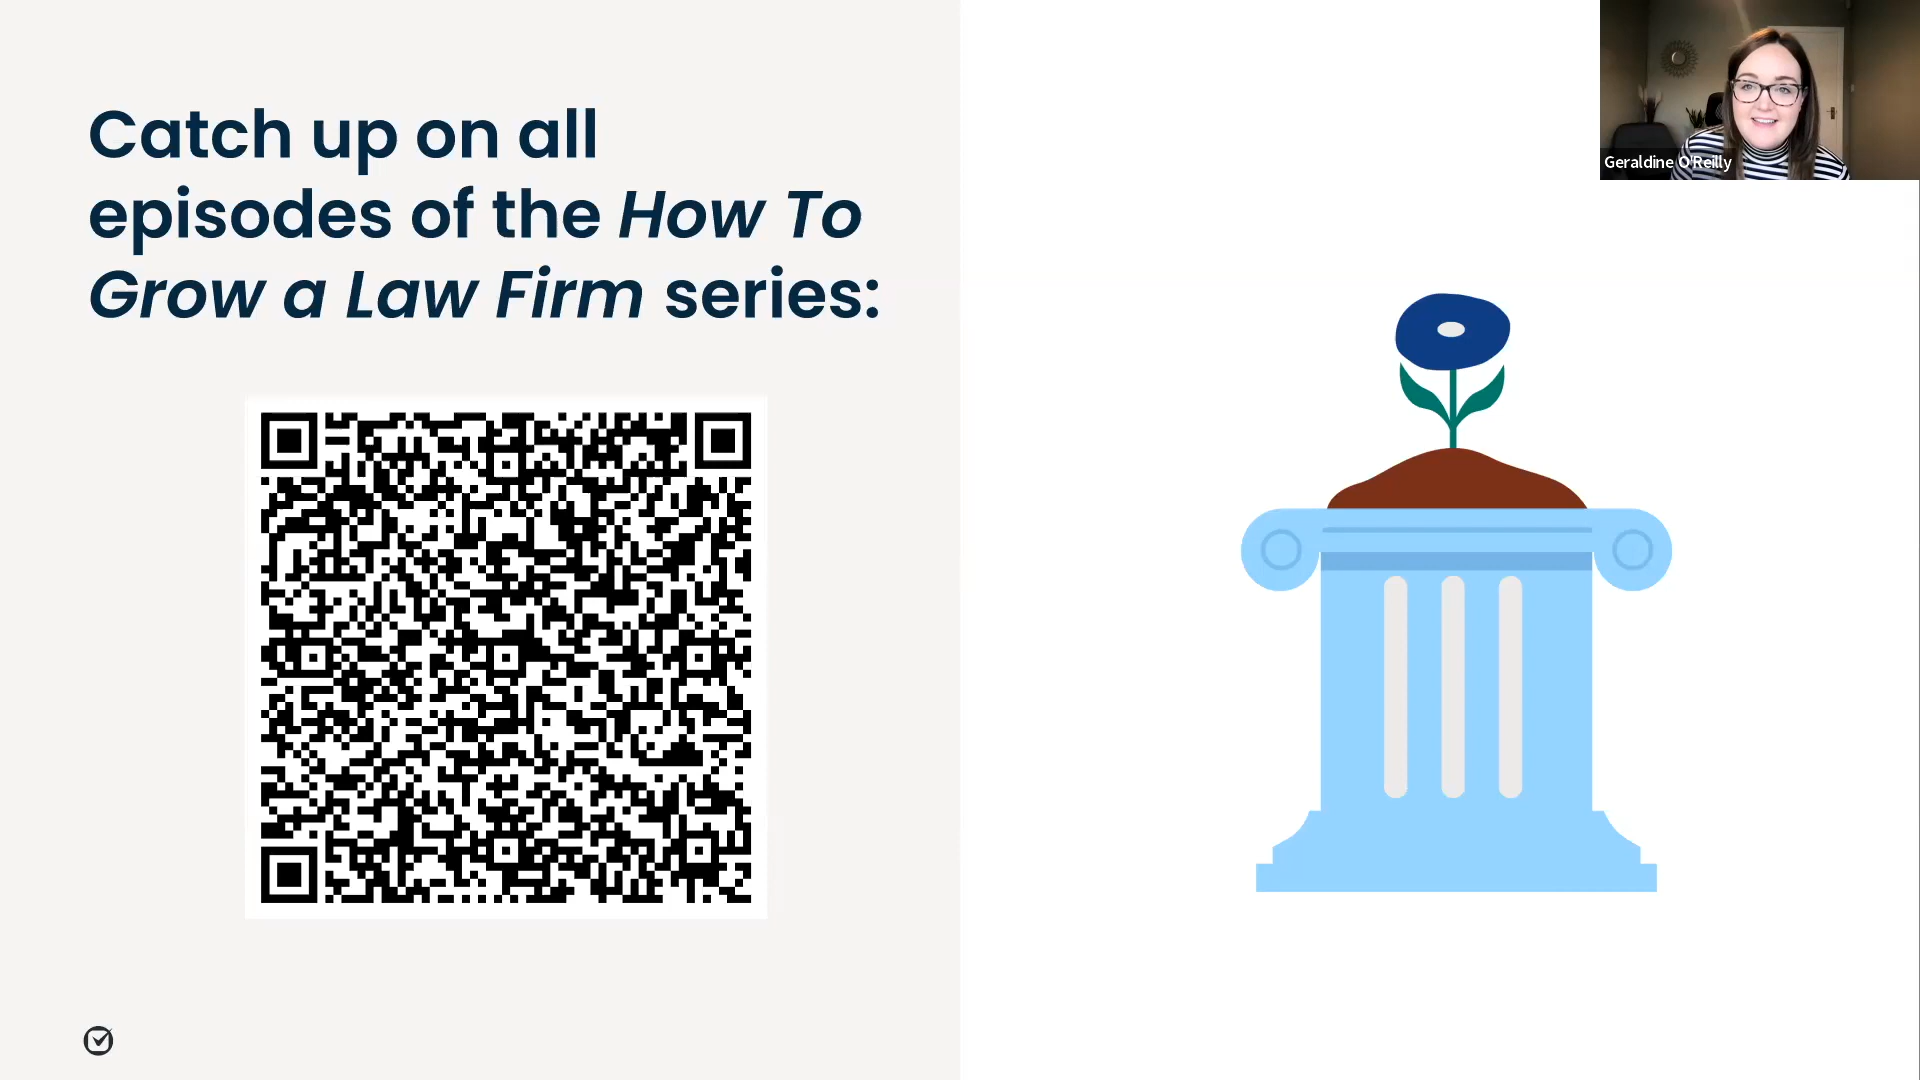 Catch up on all
episodes of the How To
Grow a Law Firm series:
Geraldine O'Reilly